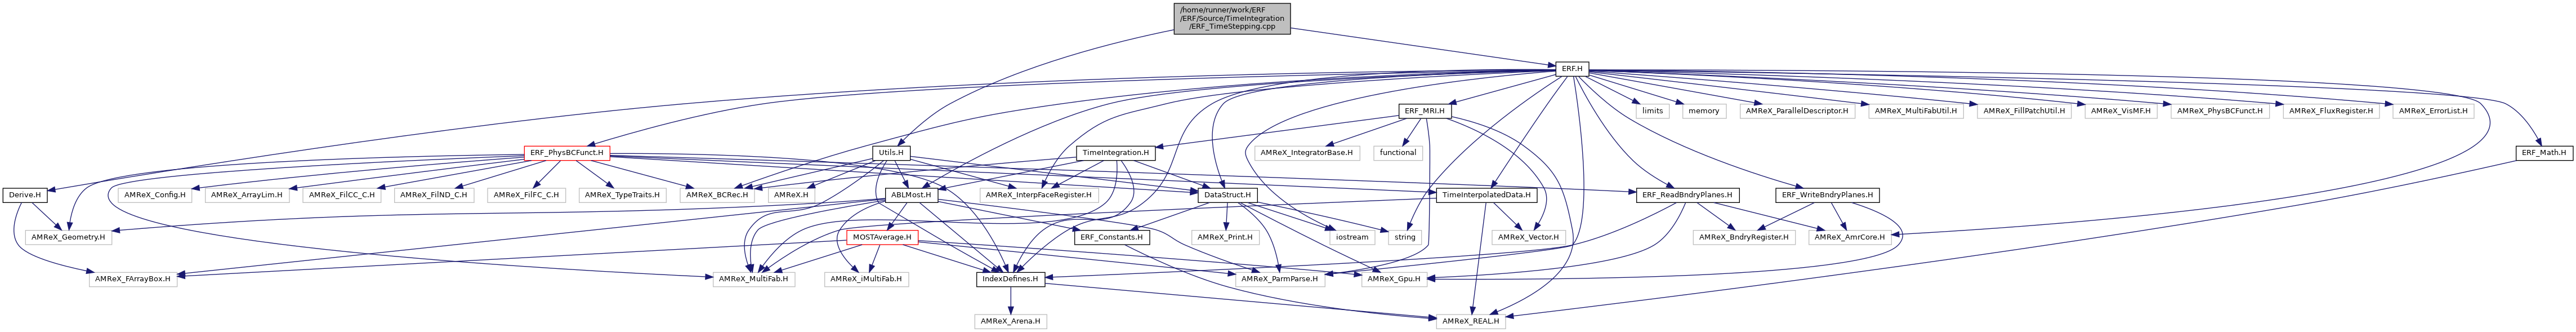 /home/runner/work/ERF
/ERF/Source/TimeIntegration
/ERF_TimeStepping.cpp
ERF.H
ERF_MRI.H
limits
memory
AMReX_ParallelDescriptor.H
AMReX_MultiFabUtil.H
AMReX_FillPatchUtil.H
AMReX_VisMF.H
AMReX_PhysBCFunct.H
AMReX_FluxRegister.H
AMReX_ErrorList.H
ERF_PhysBCFunct.H
Utils.H
TimeIntegration.H
AMReX_IntegratorBase.H
functional
ERF_Math.H
Derive.H
AMReX_Config.H
AMReX_ArrayLim.H
AMReX_FilCC_C.H
AMReX_FilND_C.H
AMReX_FilFC_C.H
AMReX_TypeTraits.H
AMReX_BCRec.H
AMReX.H
ABLMost.H
AMReX_InterpFaceRegister.H
DataStruct.H
TimeInterpolatedData.H
ERF_ReadBndryPlanes.H
ERF_WriteBndryPlanes.H
AMReX_Geometry.H
MOSTAverage.H
ERF_Constants.H
AMReX_Print.H
iostream
string
AMReX_Vector.H
AMReX_BndryRegister.H
AMReX_AmrCore.H
AMReX_FArrayBox.H
AMReX_MultiFab.H
AMReX_iMultiFab.H
IndexDefines.H
AMReX_ParmParse.H
AMReX_Gpu.H
AMReX_Arena.H
AMReX_REAL.H